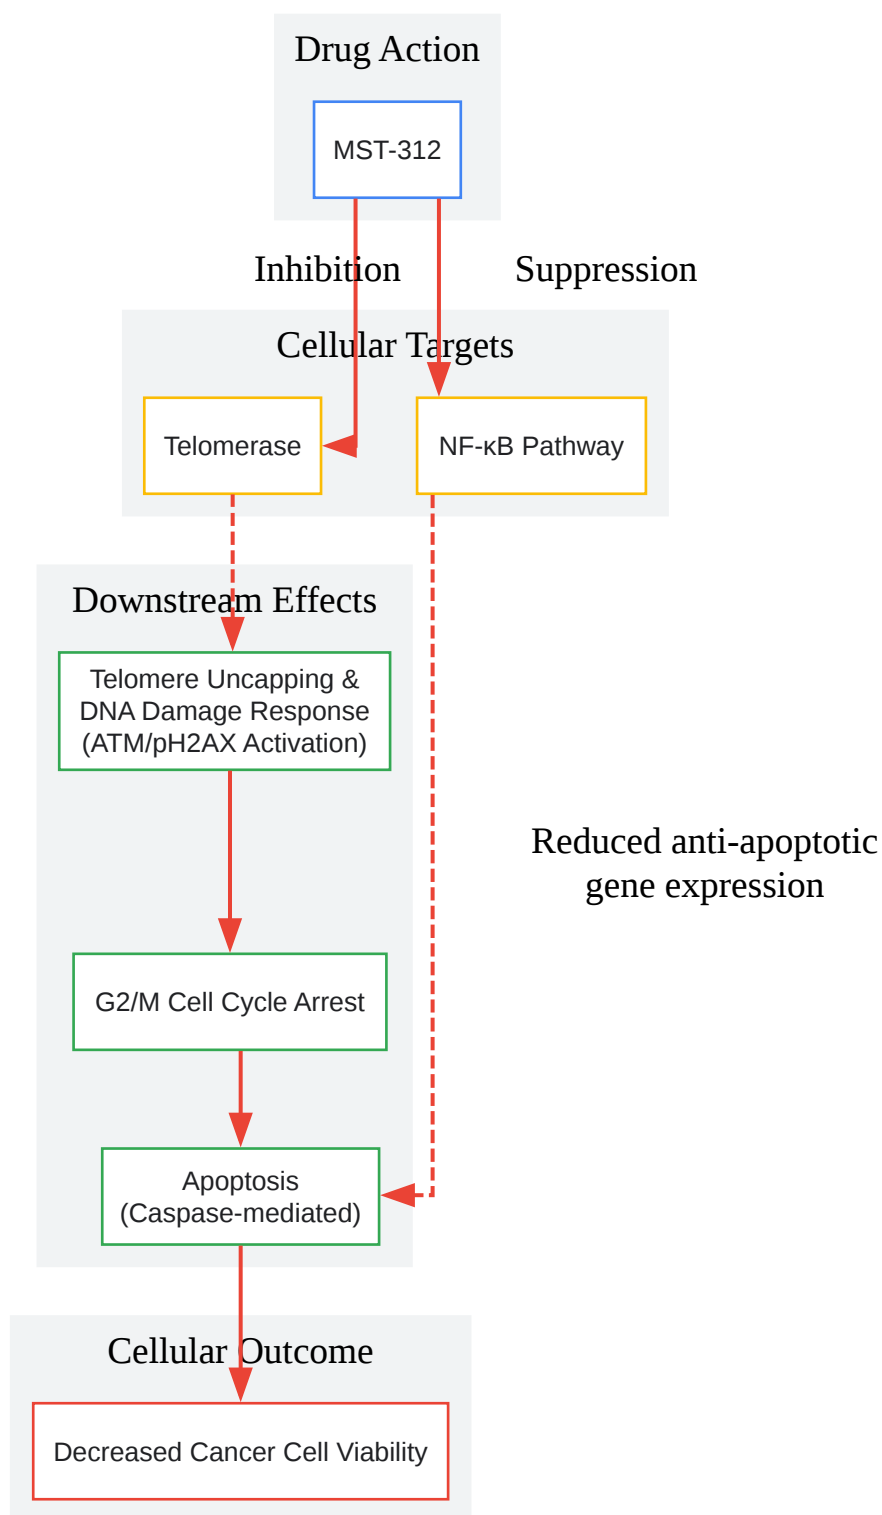 Drug Action
MST-312
Inhibition
Suppression
Cellular Targets
Telomerase
NF-κB Pathway
Downstream Effects
Telomere Uncapping &
DNA Damage Response
(ATM/pH2AX Activation)
Reduced anti-apoptotic
gene expression
G2/M Cell Cycle Arrest
Apoptosis
(Caspase-mediated)
Cellular Outcome
Decreased Cancer Cell Viability